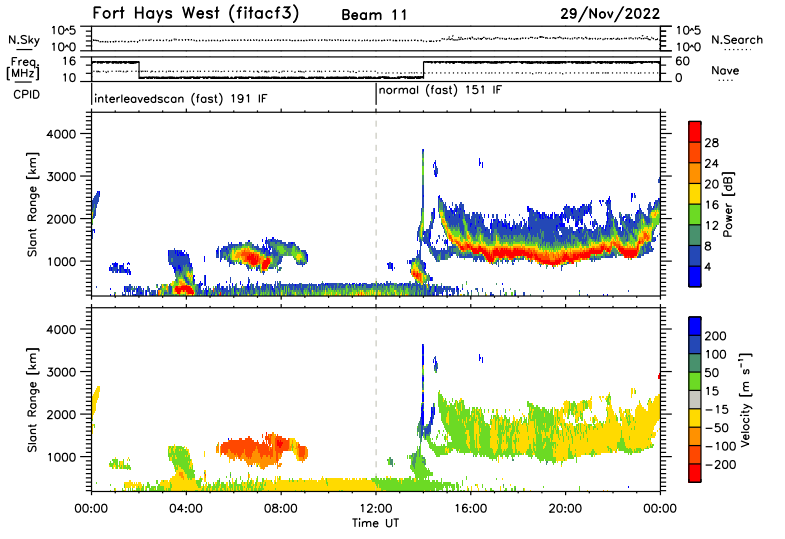 Fort Hays West (fitacf3) Beam 11 29/Nov/2022
N.Sky 10^5 10^0 10^5 10^0 N.Search
Freq. [MHz] 16 10 60 0 Nave
CPID interleavedscan (fast) 191 IF normal (fast) 151 IF
Slant Range [km]
4000
3000
2000
1000
28
24
20
16
12
8
4
Power [dB]
Slant Range [km]
4000
3000
2000
1000
200
100
50
15
−15
−50
−100
−200
Velocity [m s⁻¹]
00:00 04:00 08:00 12:00 16:00 20:00 00:00
Time UT